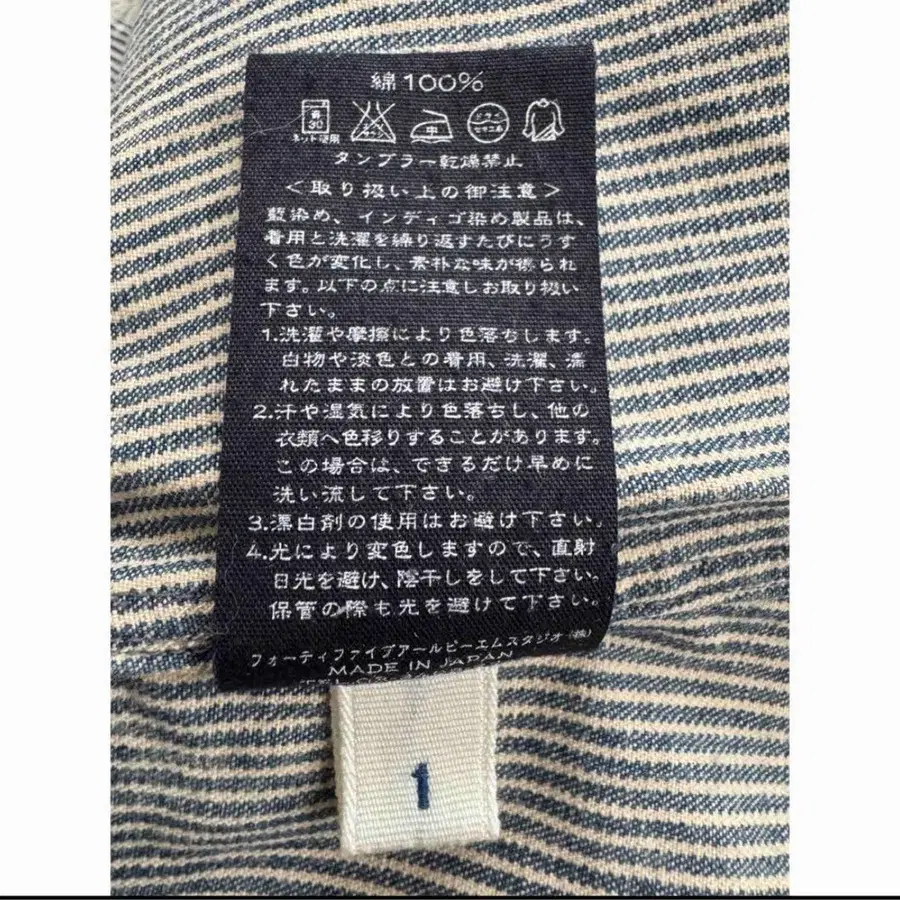 綿100%
30
ネット使用
中
タンブラー乾燥禁止
＜取り扱い上の御注意＞
藍染め、インディゴ染め製品は、
着用と洗濯を繰り返すたびにうす
く色が変化し、素朴な味が得られ
ます。以下の点に注意しお取り扱い
下さい。
1.洗濯や摩擦により色落ちします。
白物や淡色との着用、洗濯、濡
れたままの放置はお避け下さい。
2.汗や湿気により色落ちし、他の
衣類へ色移りすることがあります。
この場合は、できるだけ早めに
洗い流して下さい。
3.漂白剤の使用はお避け下さい。
4.光により変色しますので、直射
日光を避け、陰干しをして下さい。
保管の際も光を避けて下さい。
フォーティファイブアールピーエムスタジオ(株)
MADE IN JAPAN
1